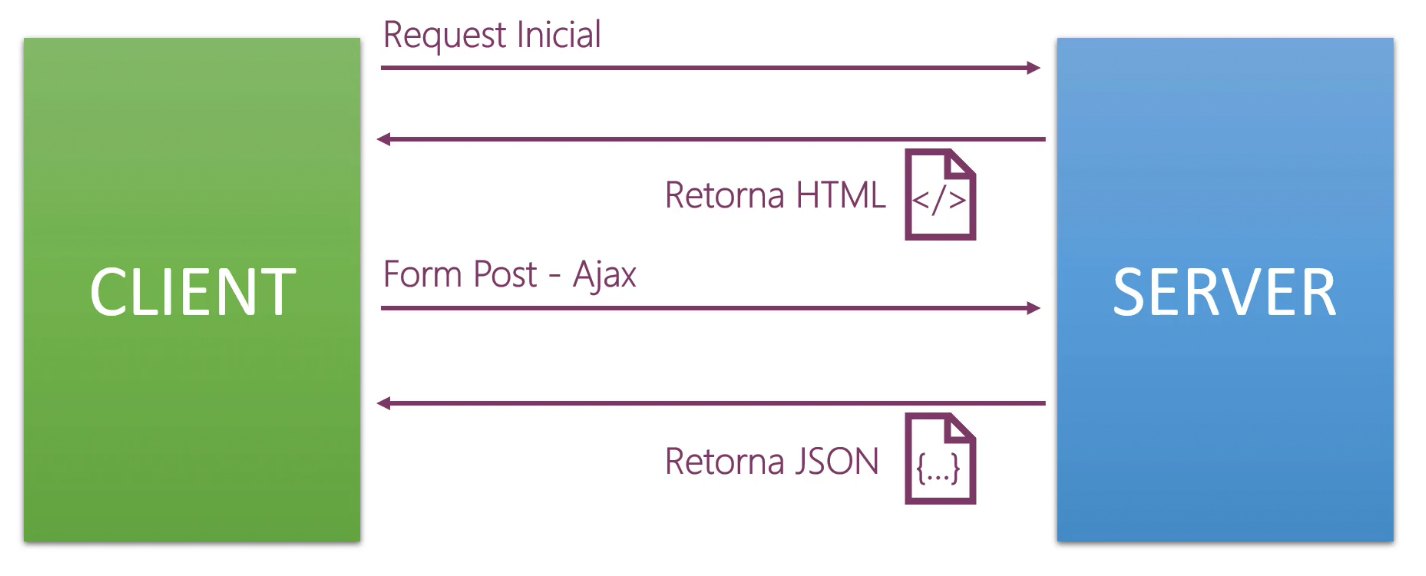 Request Inicial
Retorna HTML
</>
CLIENT
Form Post - Ajax
SERVER
Retorna JSON
{...}